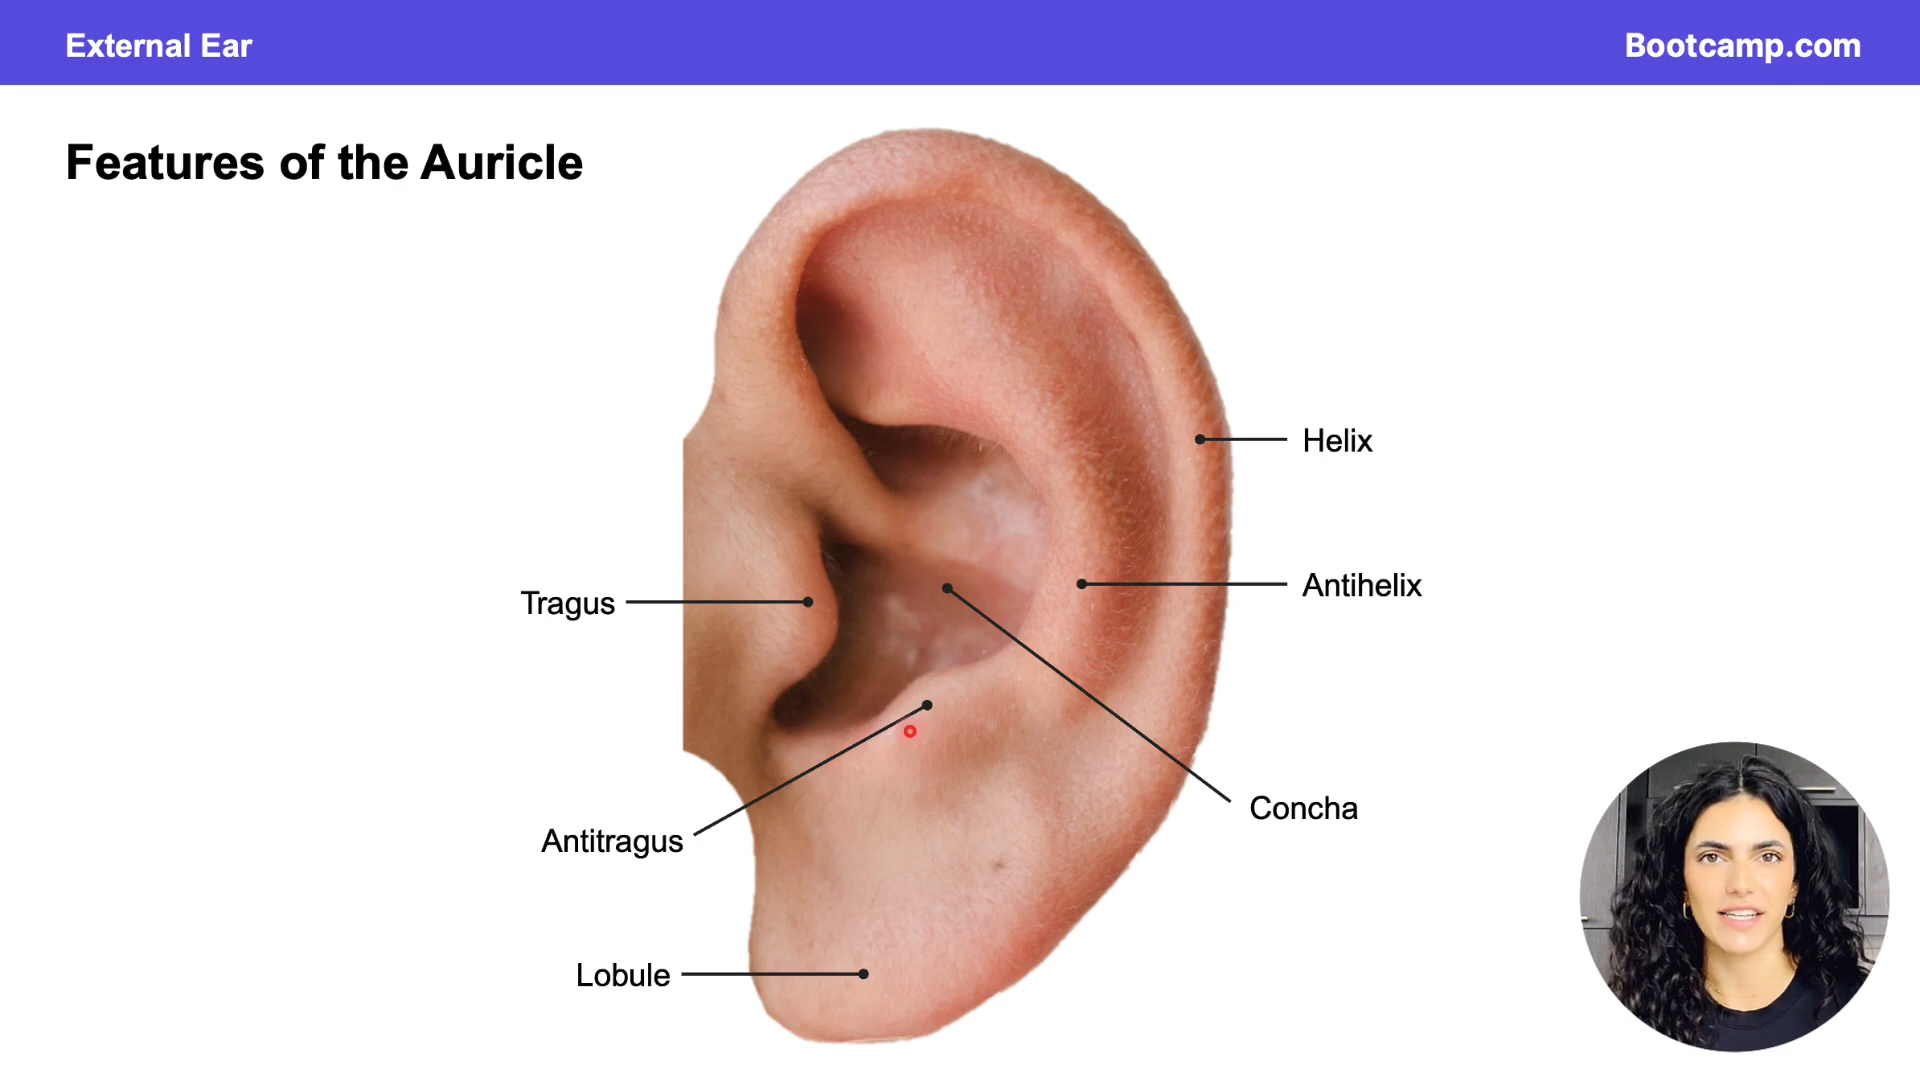 External Ear
Bootcamp.com
Features of the Auricle
Helix
Antihelix
Tragus
Concha
Antitragus
Lobule